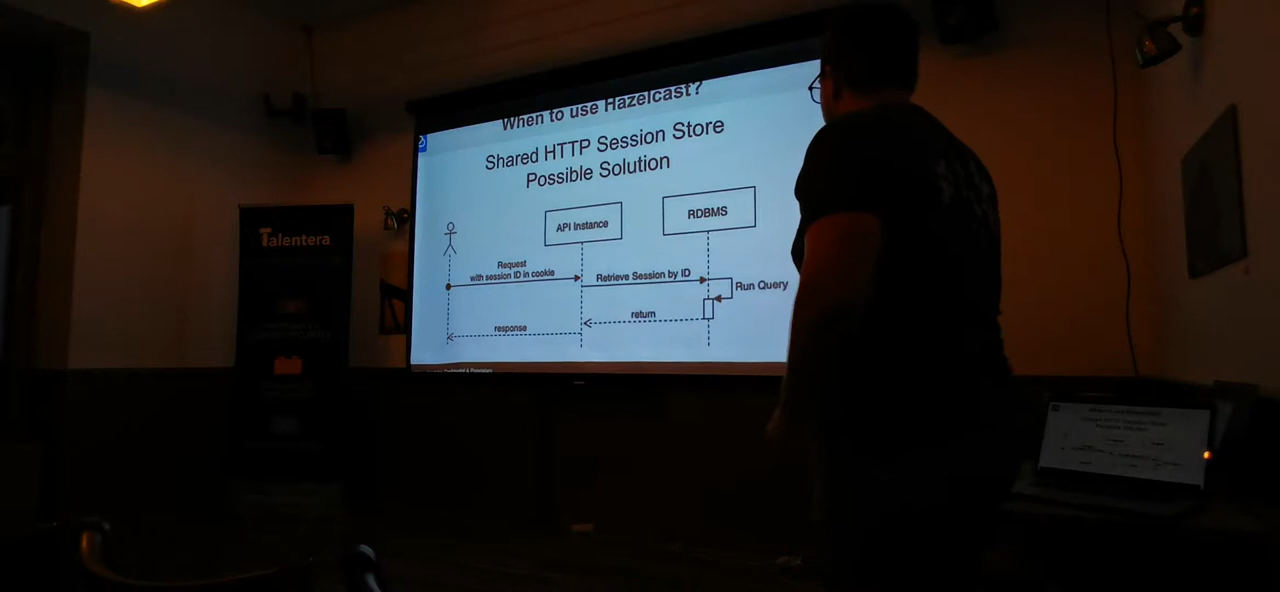 When to use Hazelcast?
Shared HTTP Session Store
Possible Solution
API Instance
RDBMS
Request
with session ID in cookie
Retrieve Session by ID
Run Query
return
response
Talentera